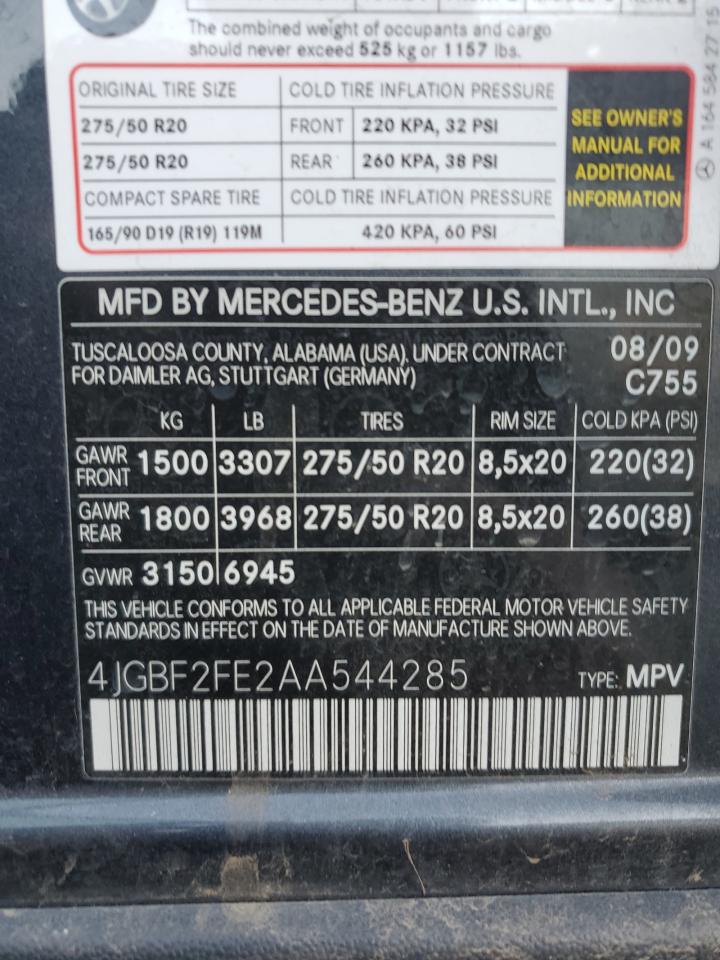 The combined weight of occupants and cargo
should never exceed 525 kg or 1157 lbs.
ORIGINAL TIRE SIZE COLD TIRE INFLATION PRESSURE
275/50 R20 FRONT 220 KPA, 32 PSI
275/50 R20 REAR 260 KPA, 38 PSI
COMPACT SPARE TIRE COLD TIRE INFLATION PRESSURE
165/90 D19 (R19) 119M 420 KPA, 60 PSI
SEE OWNER'S
MANUAL FOR
ADDITIONAL
INFORMATION
A 164 584 27 15
MFD BY MERCEDES-BENZ U.S. INTL., INC
TUSCALOOSA COUNTY, ALABAMA (USA). UNDER CONTRACT 08/09
FOR DAIMLER AG, STUTTGART (GERMANY) C755
KG LB TIRES RIM SIZE COLD KPA (PSI)
GAWR FRONT 1500 3307 275/50 R20 8,5x20 220(32)
GAWR REAR 1800 3968 275/50 R20 8,5x20 260(38)
GVWR 3150 6945
THIS VEHICLE CONFORMS TO ALL APPLICABLE FEDERAL MOTOR VEHICLE SAFETY
STANDARDS IN EFFECT ON THE DATE OF MANUFACTURE SHOWN ABOVE.
4JGBF2FE2AA544285 TYPE: MPV